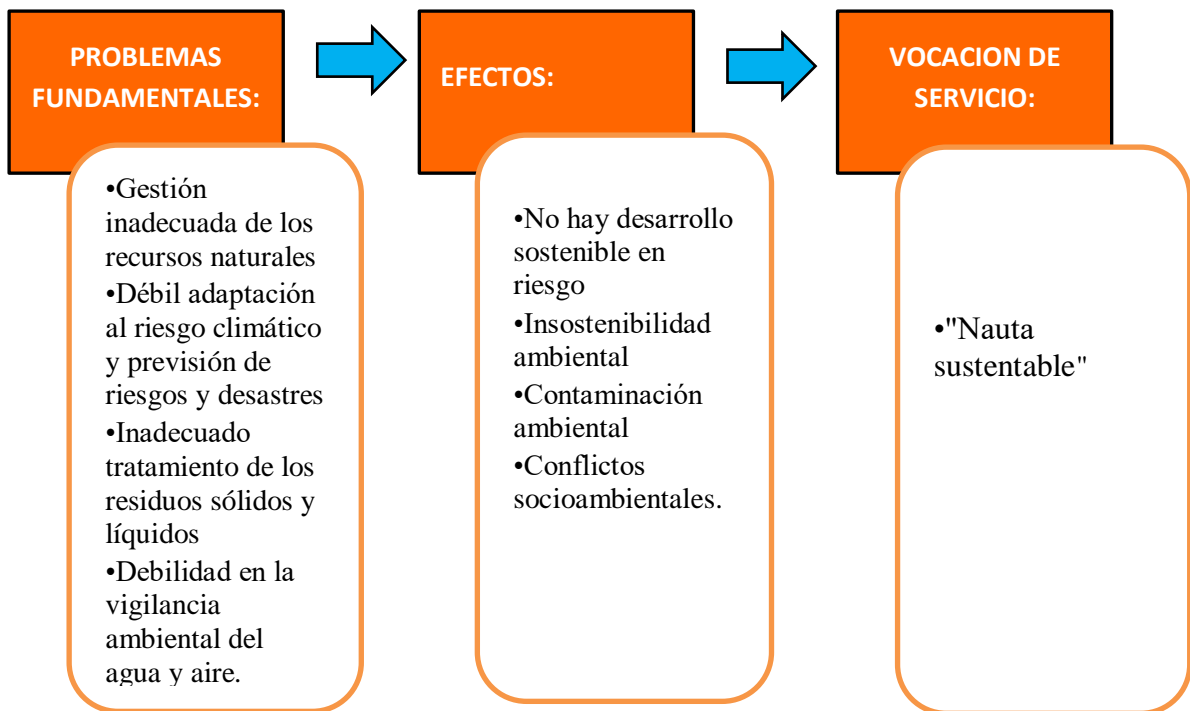 PROBLEMAS
FUNDAMENTALES:
•Gestión
inadecuada de los
recursos naturales
•Débil adaptación
al riesgo climático
y previsión de
riesgos y desastres
•Inadecuado
tratamiento de los
residuos sólidos y
líquidos
•Debilidad en la
vigilancia
ambiental del
agua y aire.
EFECTOS:
•No hay desarrollo
sostenible en
riesgo
•Insostenibilidad
ambiental
•Contaminación
ambiental
•Conflictos
socioambientales.
VOCACION DE
SERVICIO:
•"Nauta
sustentable"